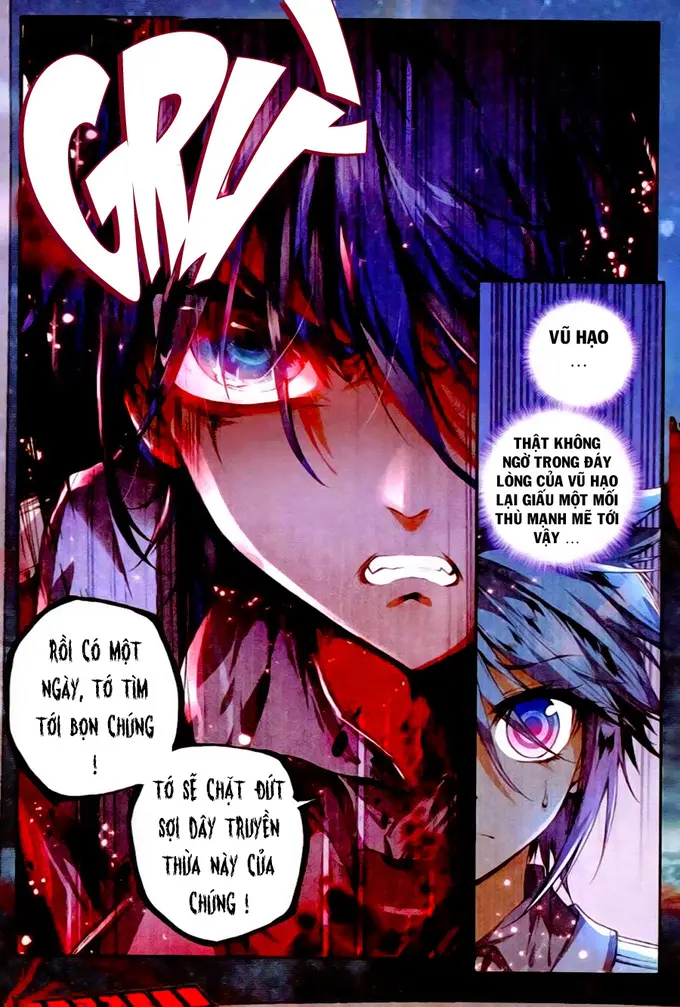 GRỪ!
VŨ HẠO
...
THẬT KHÔNG
NGỜ TRONG ĐÁY
LÒNG CỦA VŨ HẠO
LẠI GIẤU MỘT MỐI
THÙ MẠNH MẼ TỚI
VẬY ...
RỒI CÓ MỘT
NGÀY, TỚ TÌM
TỚI BỌN CHÚNG
!
TỚ SẼ CHẶT ĐỨT
SỢI DÂY TRUYỀN
THỪA NÀY CỦA
CHÚNG !